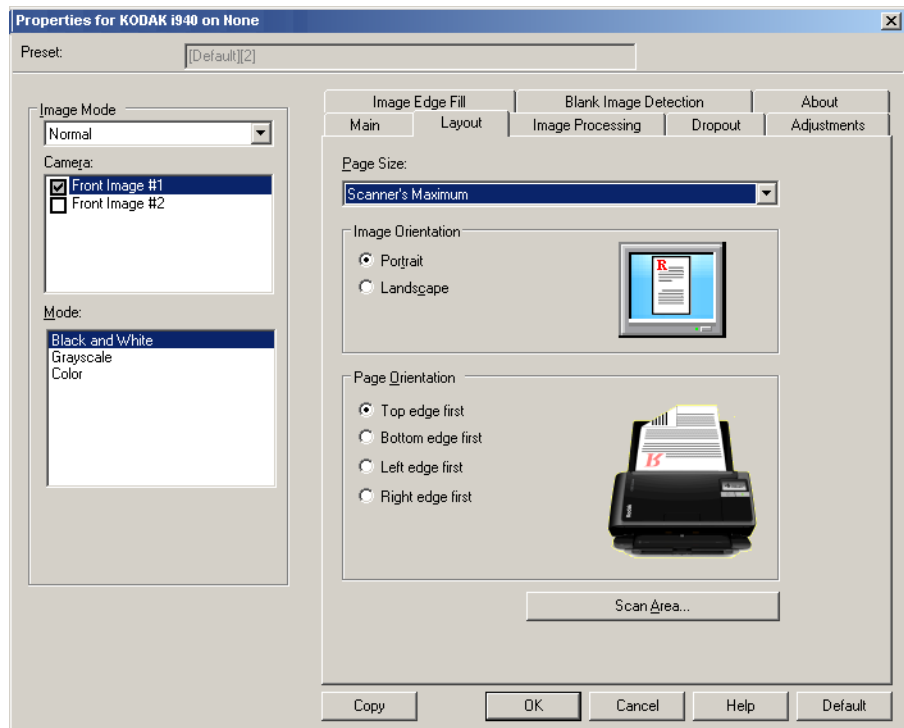 Properties for KODAK i940 on None
Preset:
[Default][2]
Image Mode
Normal
Camera:
Front Image #1
Front Image #2
Mode:
Black and White
Grayscale
Color
Image Edge Fill
Blank Image Detection
About
Main
Layout
Image Processing
Dropout
Adjustments
Page Size:
Scanner's Maximum
Image Orientation
Portrait
Landscape
R
Page Orientation
Top edge first
Bottom edge first
Left edge first
Right edge first
R
Kodak
Scan Area...
Copy
OK
Cancel
Help
Default